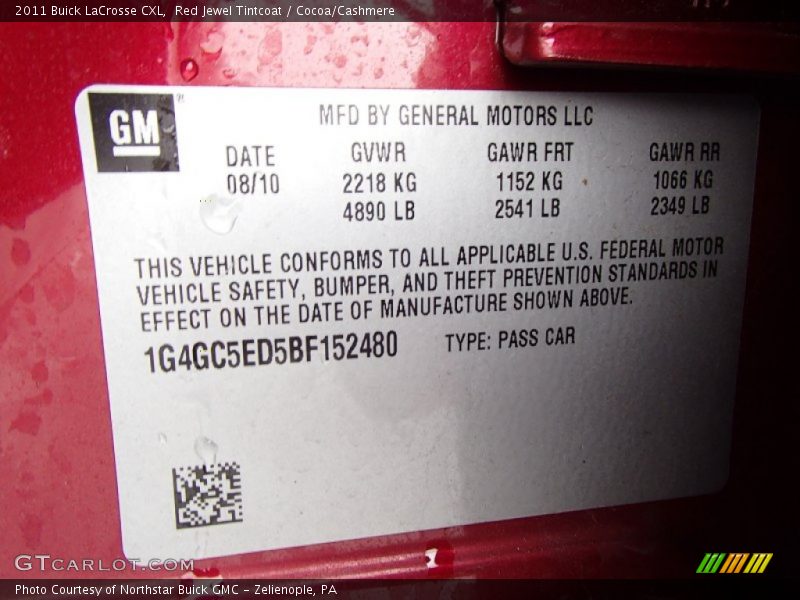 2011 Buick LaCrosse CXL, Red Jewel Tintcoat / Cocoa/Cashmere
GM®
MFD BY GENERAL MOTORS LLC
DATE GVWR GAWR FRT GAWR RR
08/10 2218 KG 1152 KG 1066 KG
4890 LB 2541 LB 2349 LB
THIS VEHICLE CONFORMS TO ALL APPLICABLE U.S. FEDERAL MOTOR
VEHICLE SAFETY, BUMPER, AND THEFT PREVENTION STANDARDS IN
EFFECT ON THE DATE OF MANUFACTURE SHOWN ABOVE.
1G4GC5ED5BF152480 TYPE: PASS CAR
GTCARLOT.COM
Photo Courtesy of Northstar Buick GMC - Zelienople, PA